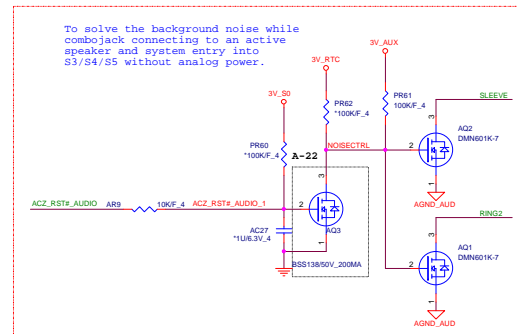 To solve the background noise while
combojack connecting to an active
speaker and system entry into
S3/S4/S5 without analog power.
3V_AUX
3V_RTC
3V_S0
PR62
*100K/F_4
PR61
100K/F_4
SLEEVE
3
AQ2
DMN601K-7
PR60
*100K/F_4
A-22
NOISECTRL
2
1
AGND_AUD
3
ACZ_RST#_AUDIO
AR9
10K/F_4
ACZ_RST#_AUDIO_1
2
RING2
AC27
*1U/6.3V_4
AQ3
1
3
AQ1
DMN601K-7
BSS138/50V_200MA
2
1
AGND_AUD